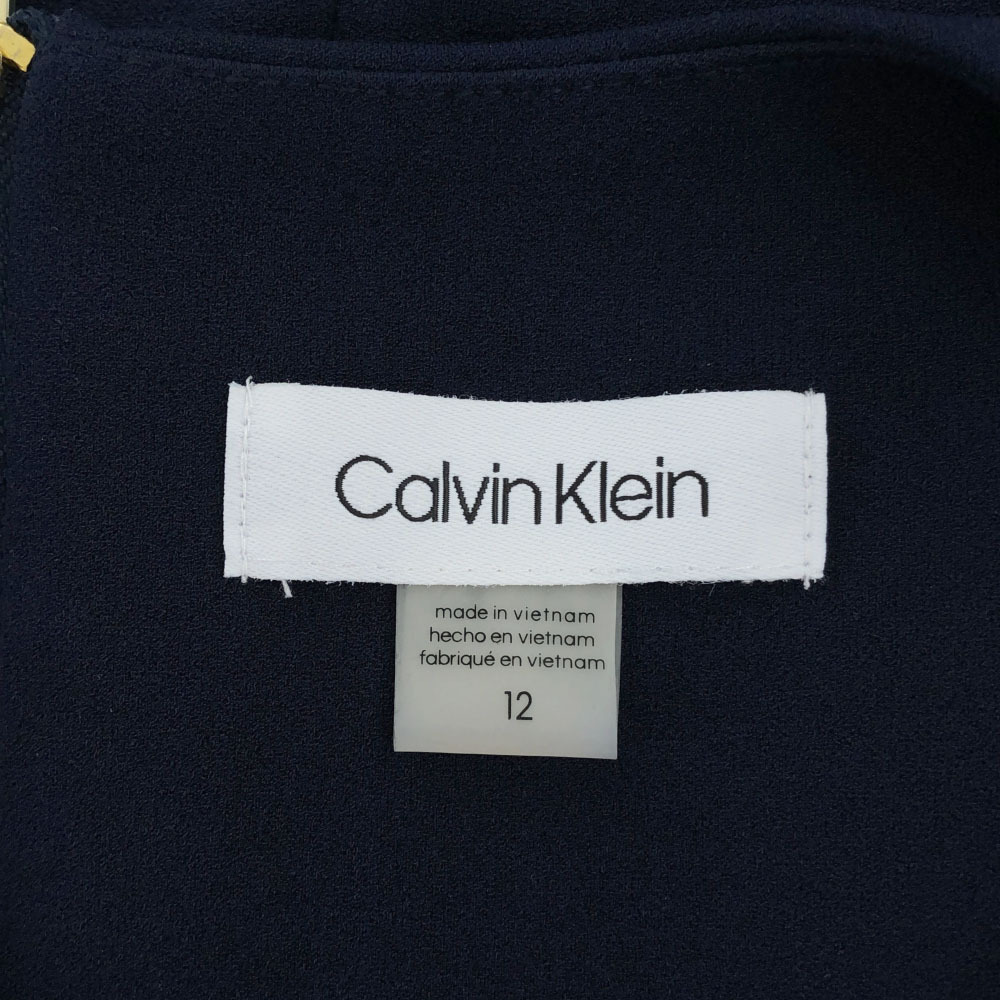 Calvin Klein
made in vietnam
hecho en vietnam
fabriqué en vietnam
12